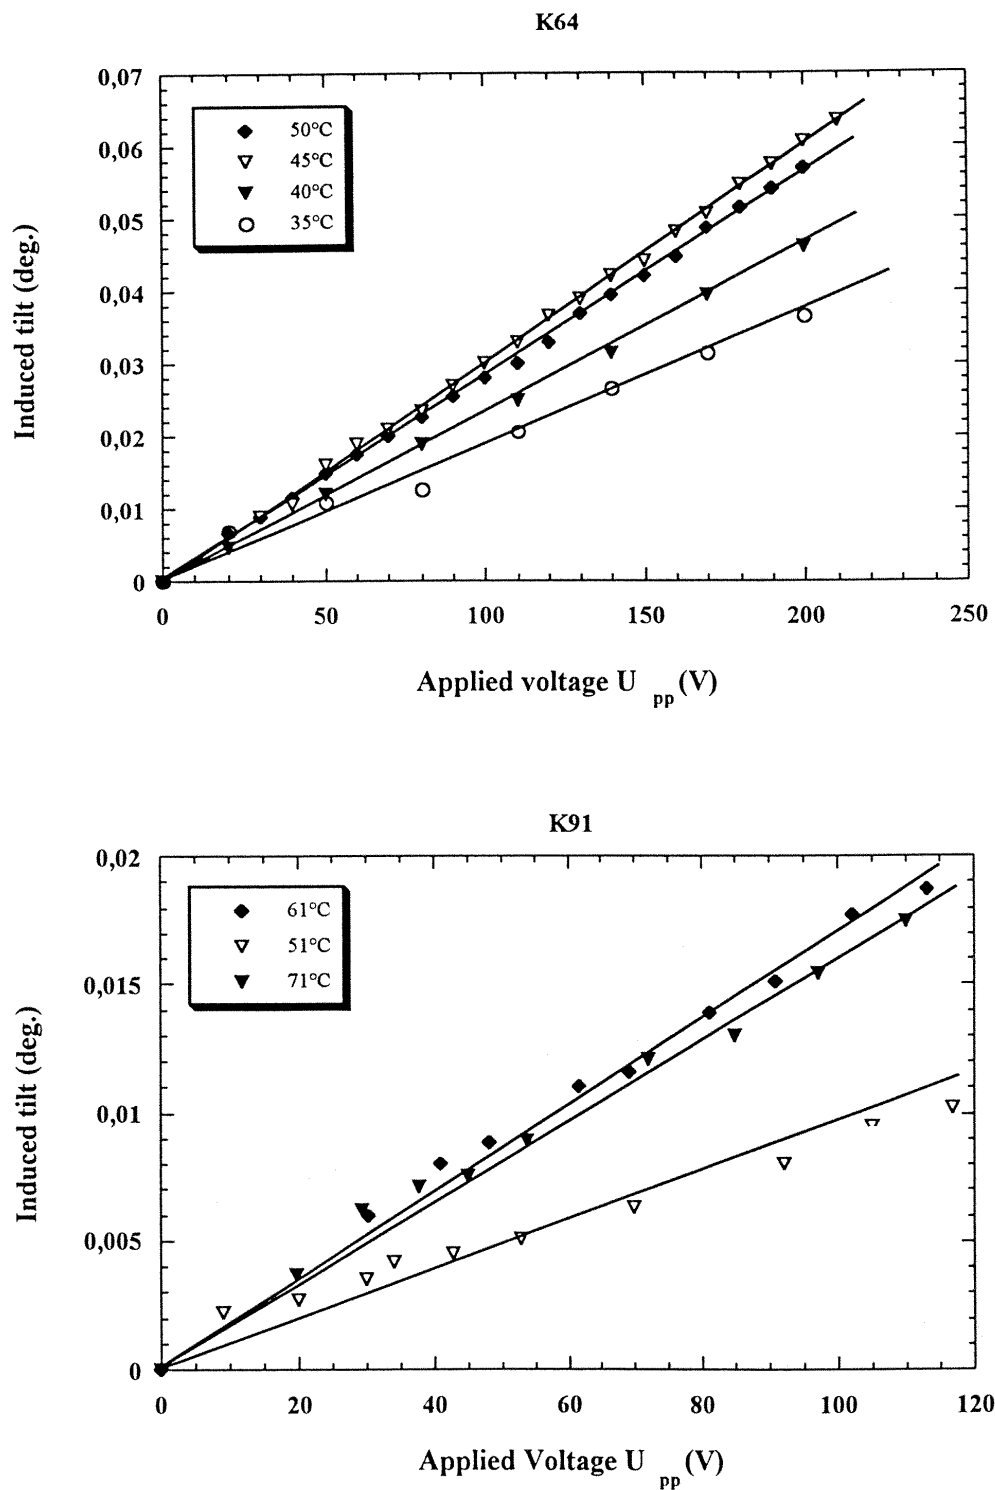 K64
0,07
0,06
0,05
0,04
0,03
0,02
0,01
0
50°C
45°C
40°C
35°C
Induced tilt (deg.)
0 50 100 150 200 250
Applied voltage U pp (V)
K91
0,02
0,015
0,01
0,005
0
61°C
51°C
71°C
Induced tilt (deg.)
0 20 40 60 80 100 120
Applied Voltage U pp (V)